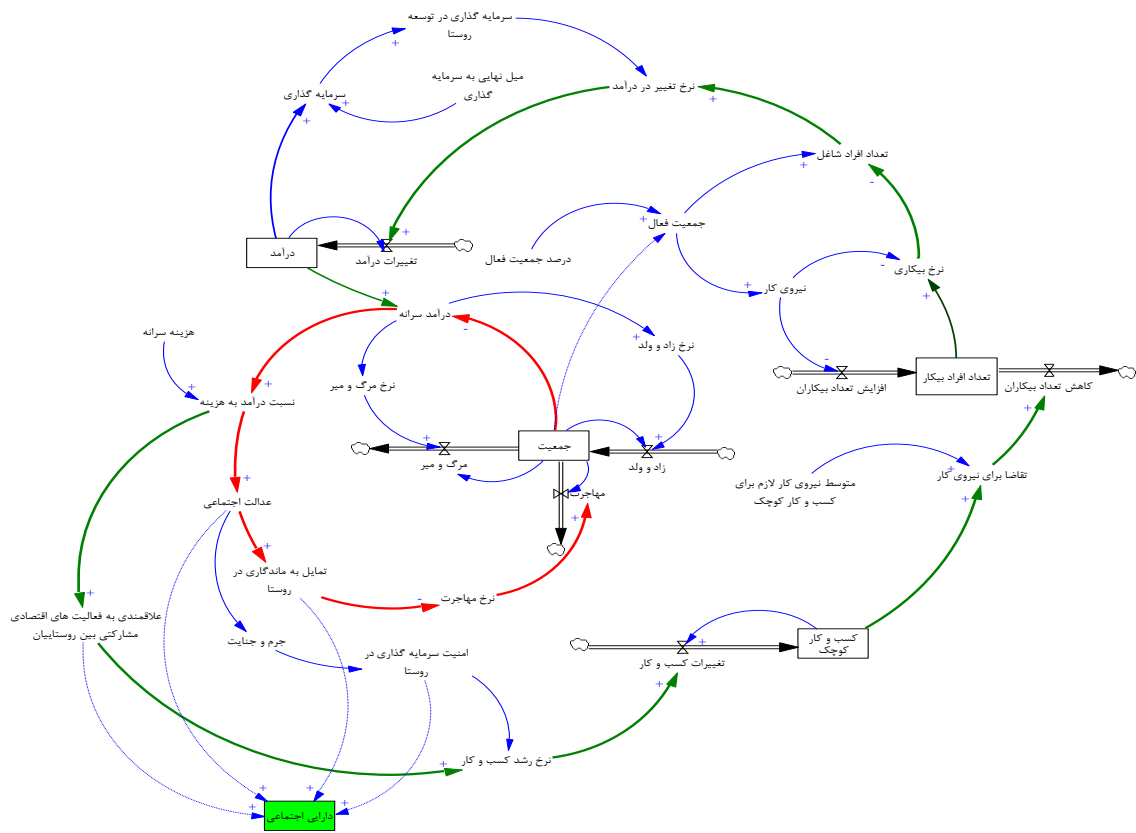 سرمایه گذاری در توسعه
روستا
میل نهایی به سرمایه
گذاری
سرمایه گذاری
نرخ تغییر در درآمد
تعداد افراد شاغل
جمعیت فعال
درآمد
تغییرات درآمد
درصد جمعیت فعال
نرخ بیکاری
نیروی کار
درآمد سرانه
هزینه سرانه
نرخ زاد و ولد
نرخ مرگ و میر
افزایش تعداد بیکاران
تعداد افراد بیکار
کاهش تعداد بیکاران
نسبت درآمد به هزینه
جمعیت
مرگ و میر
زاد و ولد
تقاضا برای نیروی کار
متوسط نیروی کار لازم برای
کسب و کار کوچک
مهاجرت
عدالت اجتماعی
تمایل به ماندگاری در
روستا
نرخ مهاجرت
علاقمندی به فعالیت های اقتصادی
مشارکتی بین روستاییان
جرم و جنایت
امنیت سرمایه گذاری در
روستا
کسب و کار
کوچک
تغییرات کسب و کار
نرخ رشد کسب و کار
دارایی اجتماعی